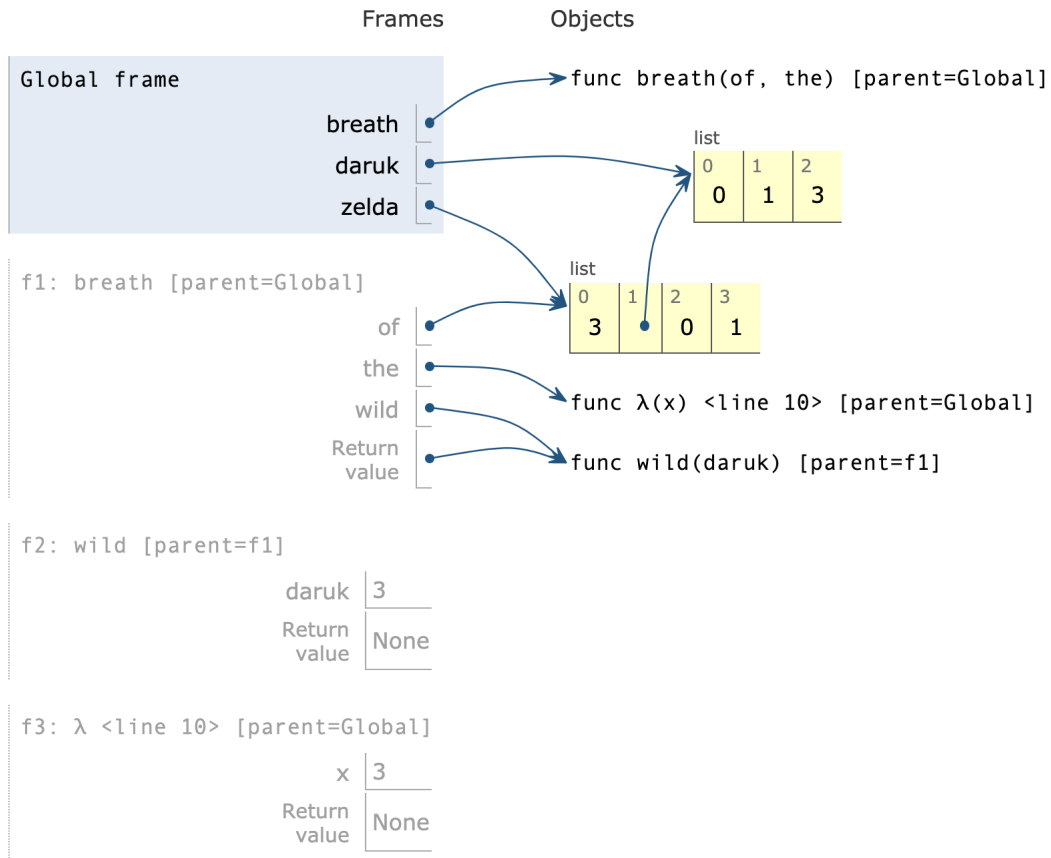 Frames Objects
Global frame
func breath(of, the) [parent=Global]
breath
daruk
zelda
list
0 1 2
0 1 3
list
0 1 2 3
3 0 1
f1: breath [parent=Global]
of
the
wild
Return
value
func λ(x) <line 10> [parent=Global]
func wild(daruk) [parent=f1]
f2: wild [parent=f1]
daruk 3
Return
value None
f3: λ <line 10> [parent=Global]
x 3
Return
value None